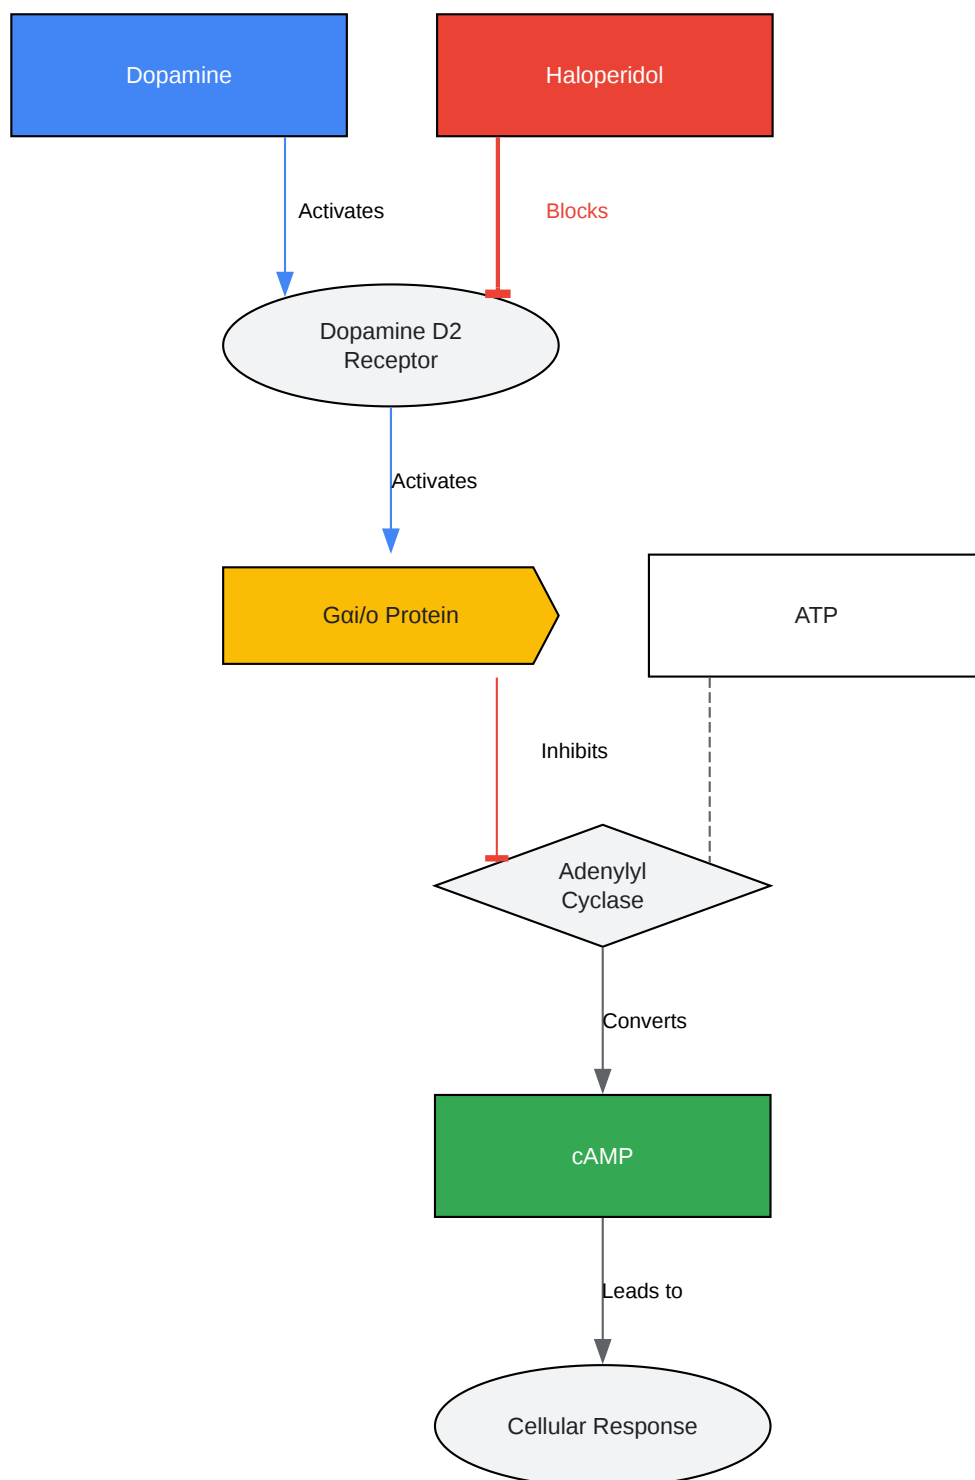 Dopamine
Haloperidol
Activates
Blocks
Dopamine D2
Receptor
Activates
Gαi/o Protein
ATP
Inhibits
Adenylyl
Cyclase
Converts
cAMP
Leads to
Cellular Response